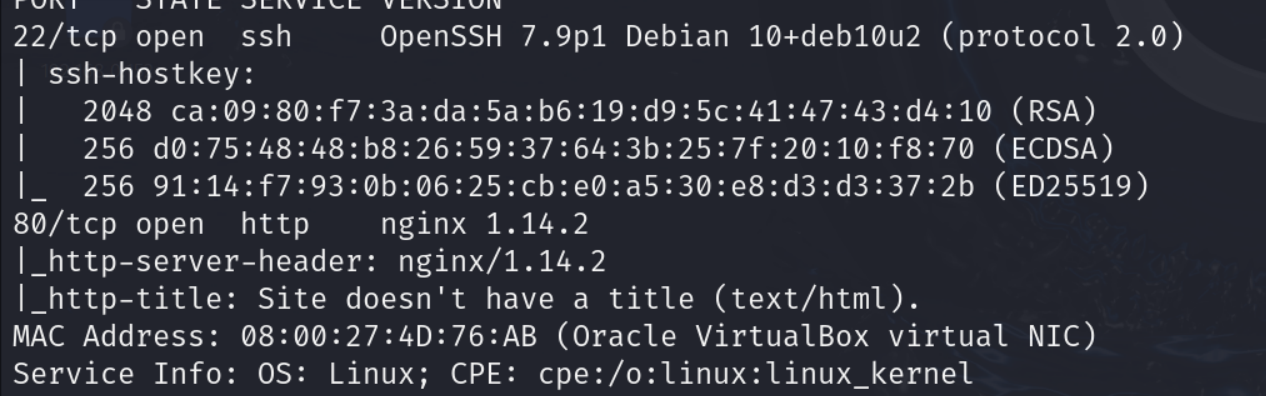 PORT   STATE SERVICE VERSION
22/tcp open  ssh     OpenSSH 7.9p1 Debian 10+deb10u2 (protocol 2.0)
| ssh-hostkey:
|   2048 ca:09:80:f7:3a:da:5a:b6:19:d9:5c:41:47:43:d4:10 (RSA)
|   256 d0:75:48:48:b8:26:59:37:64:3b:25:7f:20:10:f8:70 (ECDSA)
|_  256 91:14:f7:93:0b:06:25:cb:e0:a5:30:e8:d3:d3:37:2b (ED25519)
80/tcp open  http    nginx 1.14.2
|_http-server-header: nginx/1.14.2
|_http-title: Site doesn't have a title (text/html).
MAC Address: 08:00:27:4D:76:AB (Oracle VirtualBox virtual NIC)
Service Info: OS: Linux; CPE: cpe:/o:linux:linux_kernel